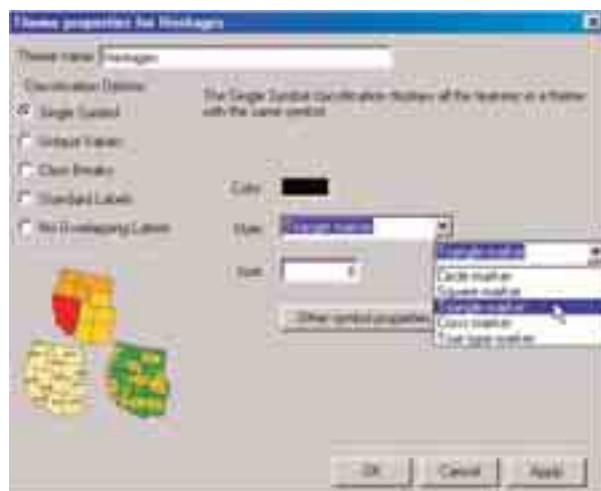 Theme properties for Hostages
Theme name: Hostages
Classification Options
Single Symbol
The Single Symbol classification displays all the features in a theme
with the same symbol
Unique Values
Class Breaks
Standard Labels
No Overlapping Labels
Color:
Style: Triangle marker
Size:
Triangle marker
Circle marker
Square marker
Triangle marker
Cross marker
True type marker
Other symbol properties
OK
Cancel
Apply